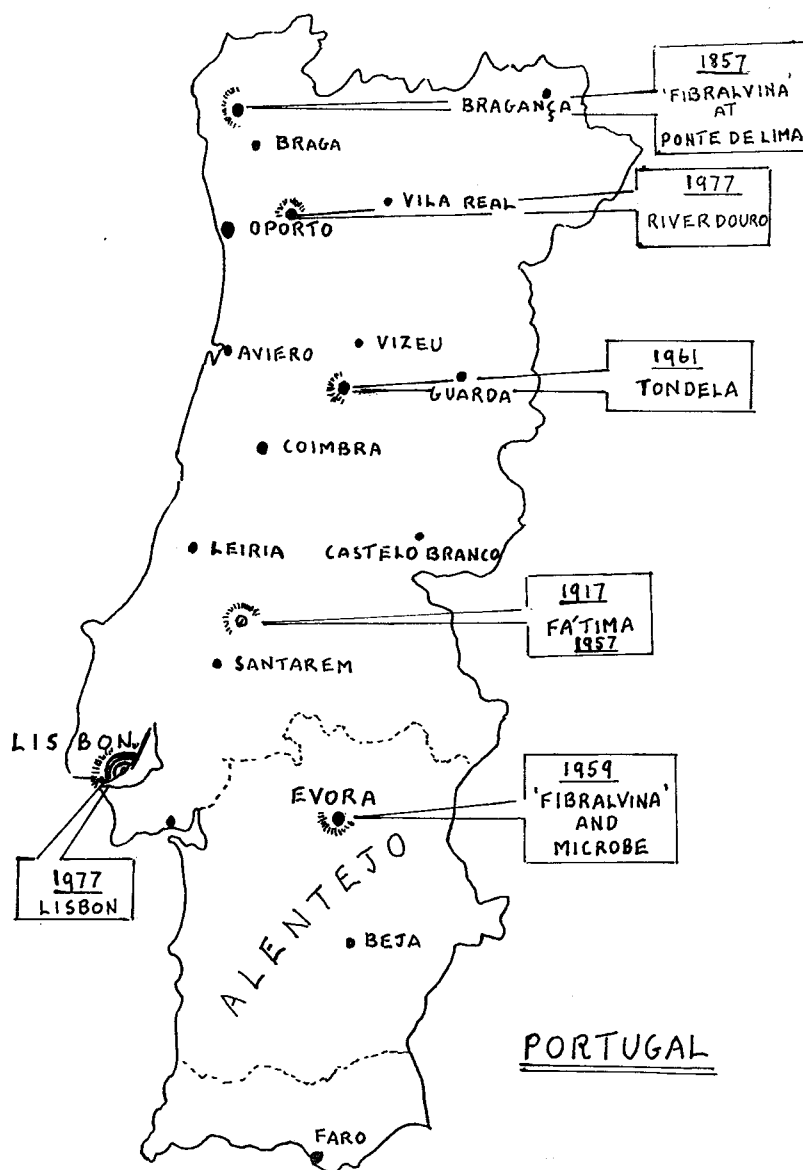 1857
'FIBRALVINA'
AT
PONTE DE LIMA
BRAGANÇA
BRAGA
1977
RIVER DOURO
VILA REAL
OPORTO
AVIERO
VIZEU
1961
TONDELA
GUARDA
COIMBRA
LEIRIA
CASTELO BRANCO
1917
FÁTIMA
1957
SANTAREM
LISBON
1959
'FIBRALVINA'
AND
MICROBE
EVORA
1977
LISBON
ALENTEJO
BEJA
PORTUGAL
FARO